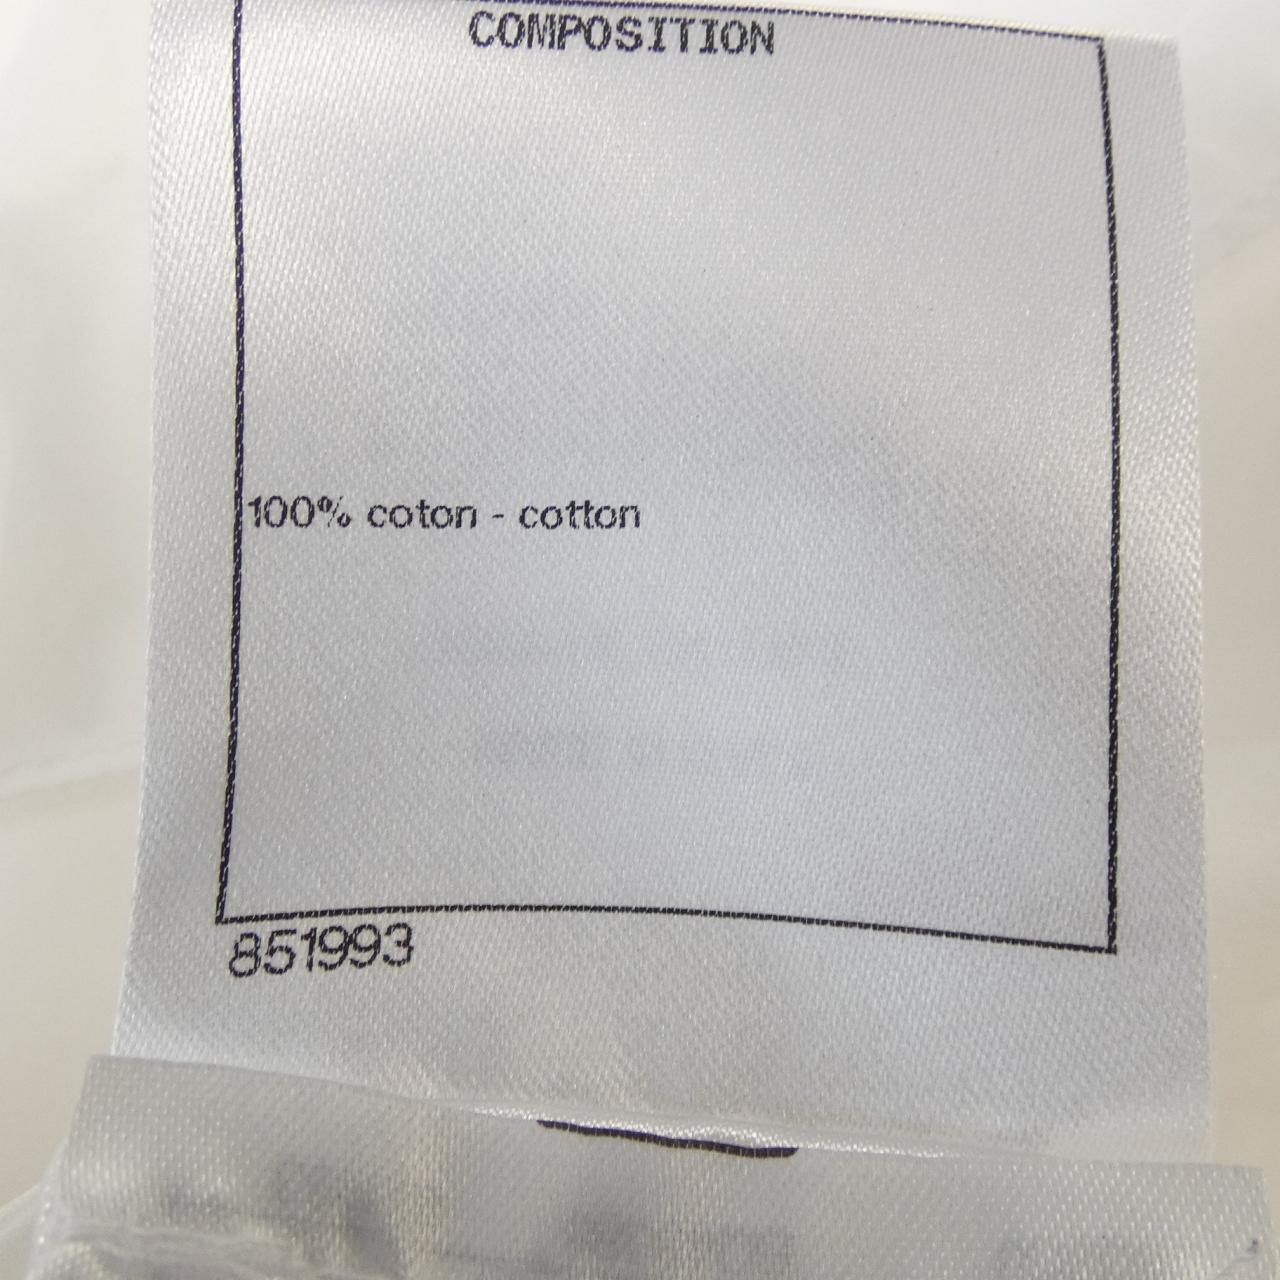 COMPOSITION
100% coton - cotton
851993